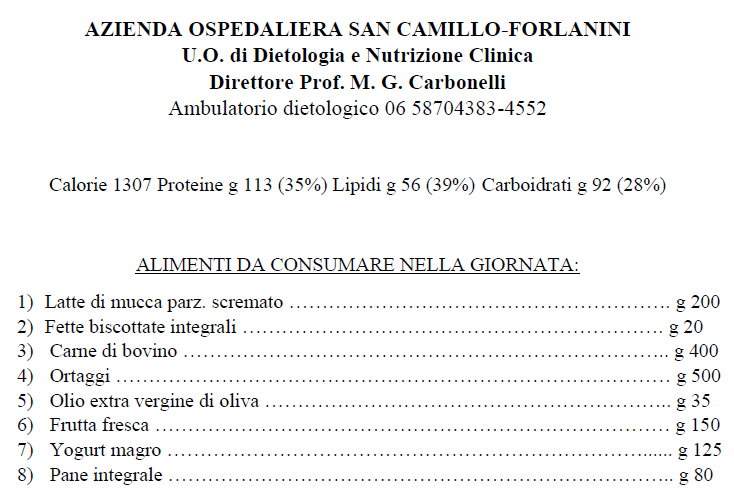 AZIENDA OSPEDALIERA SAN CAMILLO-FORLANINI
U.O. di Dietologia e Nutrizione Clinica
Direttore Prof. M. G. Carbonelli
Ambulatorio dietologico 06 58704383-4552
Calorie 1307 Proteine g 113 (35%) Lipidi g 56 (39%) Carboidrati g 92 (28%)
ALIMENTI DA CONSUMARE NELLA GIORNATA:
1) Latte di mucca parz. scremato …………………………………………………. g 200
2) Fette biscottate integrali ……………………………………………………… g 20
3) Carne di bovino ……………………………………………………………….. g 400
4) Ortaggi ………………………………………………………………………… g 500
5) Olio extra vergine di oliva …………………………………………………….. g 35
6) Frutta fresca …………………………………………………………………… g 150
7) Yogurt magro ……………………………………………………………...... g 125
8) Pane integrale ………………………………………………………………….. g 80